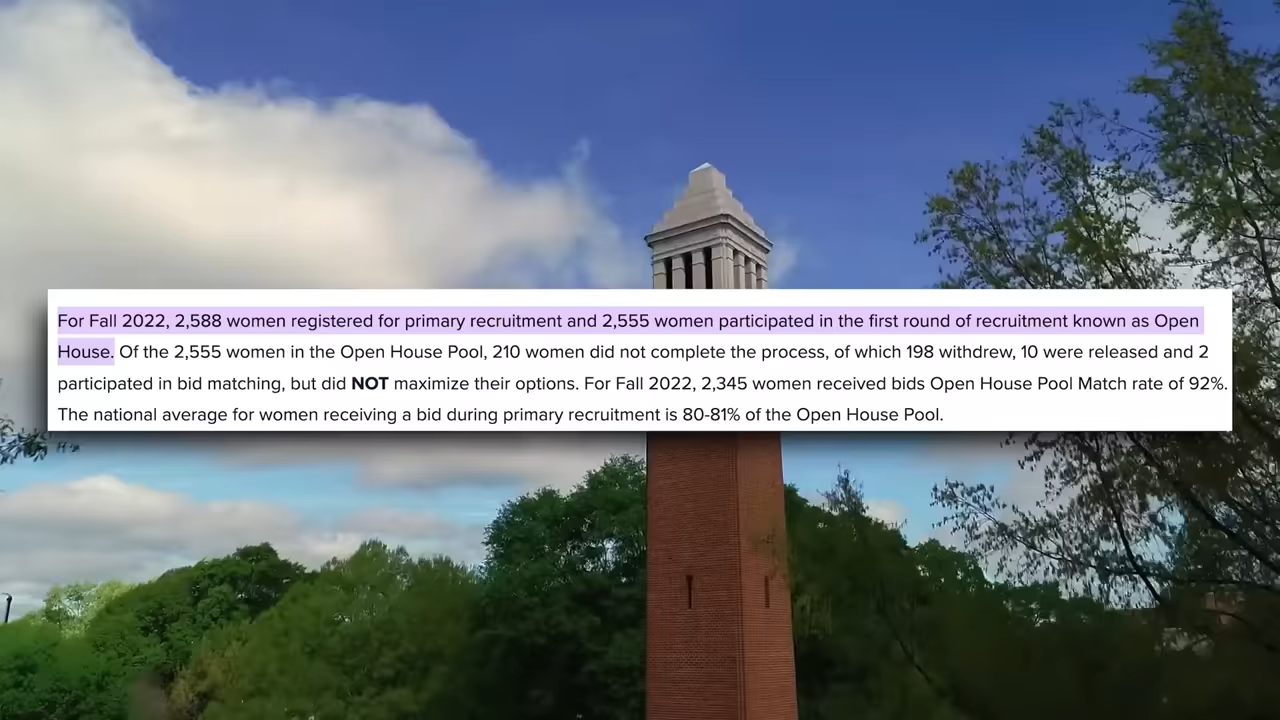 For Fall 2022, 2,588 women registered for primary recruitment and 2,555 women participated in the first round of recruitment known as Open
House. Of the 2,555 women in the Open House Pool, 210 women did not complete the process, of which 198 withdrew, 10 were released and 2
participated in bid matching, but did NOT maximize their options. For Fall 2022, 2,345 women received bids Open House Pool Match rate of 92%.
The national average for women receiving a bid during primary recruitment is 80-81% of the Open House Pool.